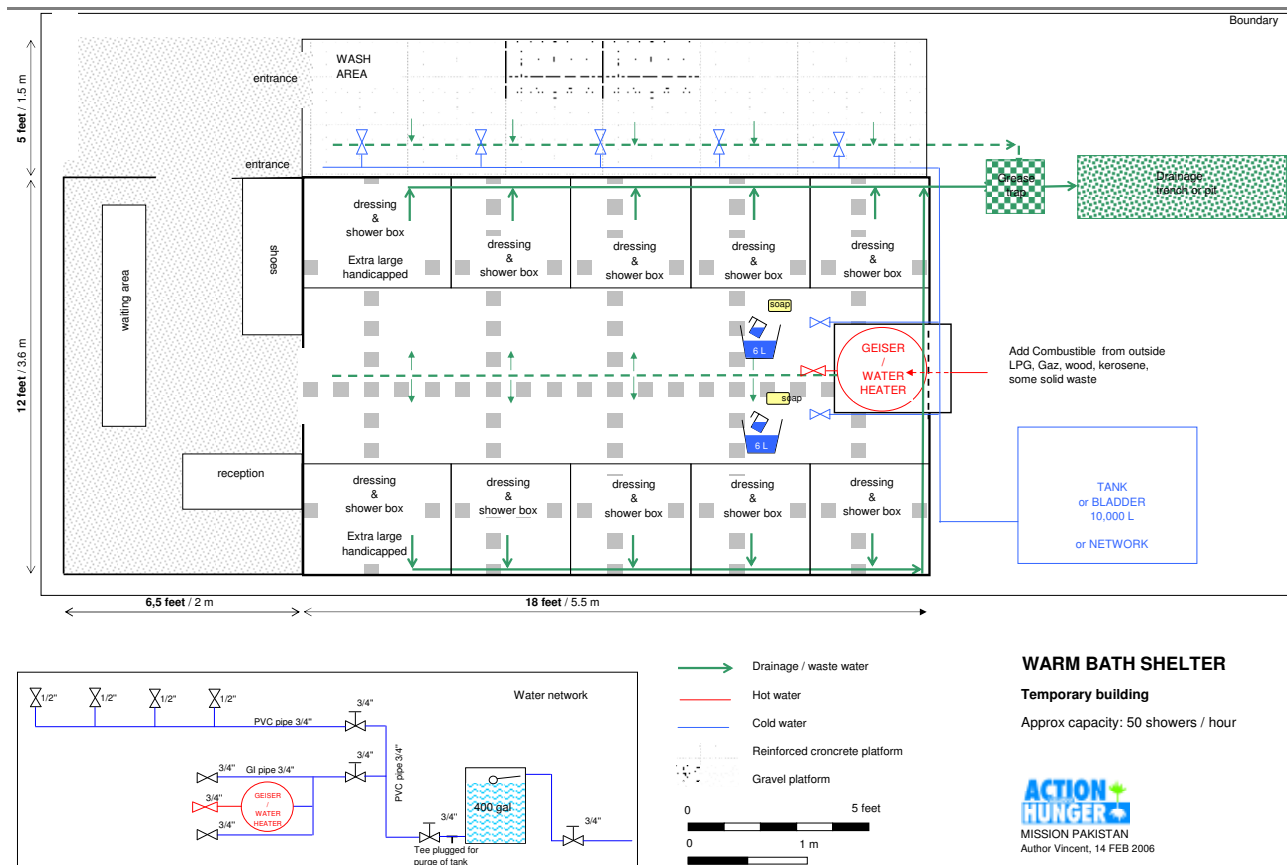 Boundary
WASH
AREA
entrance
entrance
5 feet / 1.5 m
12 feet / 3.6 m
waiting area
shoes
reception
dressing
&
shower box
Extra large
handicapped
dressing
&
shower box
dressing
&
shower box
dressing
&
shower box
dressing
&
shower box
Grease
trap
Drainage
trench or pit
soap
6 L
soap
6 L
GEISER
/
WATER
HEATER
Add Combustible from outside
LPG, Gaz, wood, kerosene,
some solid waste
TANK
or BLADDER
10,000 L
or NETWORK
dressing
&
shower box
Extra large
handicapped
dressing
&
shower box
dressing
&
shower box
dressing
&
shower box
dressing
&
shower box
6,5 feet / 2 m
18 feet / 5.5 m
Water network
1/2"
1/2"
1/2"
1/2"
3/4"
PVC pipe 3/4"
PVC pipe 3/4"
3/4"
GI pipe 3/4"
3/4"
3/4"
3/4"
GEISER
/
WATER
HEATER
3/4"
400 gal
3/4"
Tee plugged for
purge of tank
Drainage / waste water
Hot water
Cold water
Reinforced concrete platform
Gravel platform
0
5 feet
0
1 m
WARM BATH SHELTER
Temporary building
Approx capacity: 50 showers / hour
ACTION
HUNGER
MISSION PAKISTAN
Author Vincent, 14 FEB 2006